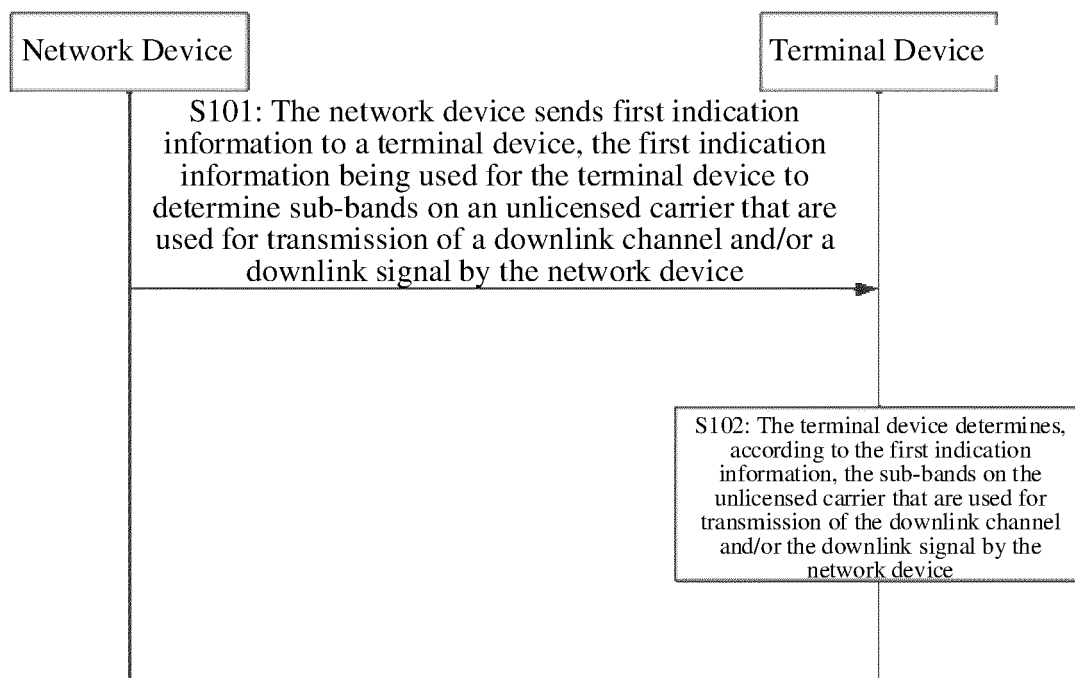 Network Device
Terminal Device
S101: The network device sends first indication
information to a terminal device, the first indication
information being used for the terminal device to
determine sub-bands on an unlicensed carrier that are
used for transmission of a downlink channel and/or a
downlink signal by the network device
S102: The terminal device determines,
according to the first indication
information, the sub-bands on the
unlicensed carrier that are used for
transmission of the downlink channel
and/or the downlink signal by the
network device